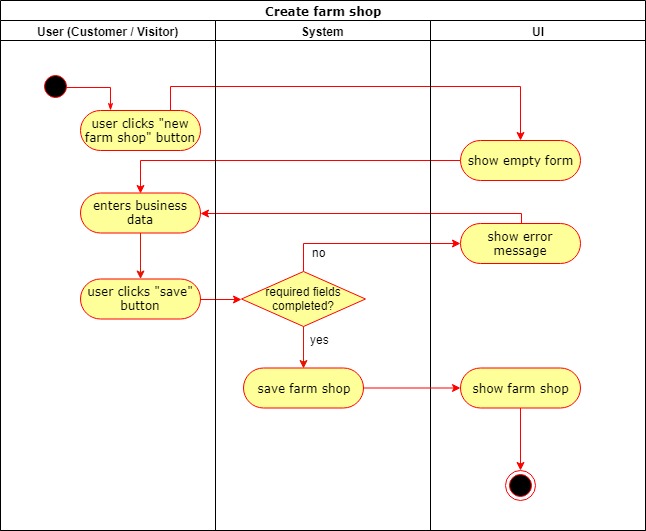 Create farm shop
User (Customer / Visitor)
System
UI
user clicks "new
farm shop" button
show empty form
enters business
data
show error
message
no
user clicks "save"
button
required fields
completed?
yes
save farm shop
show farm shop